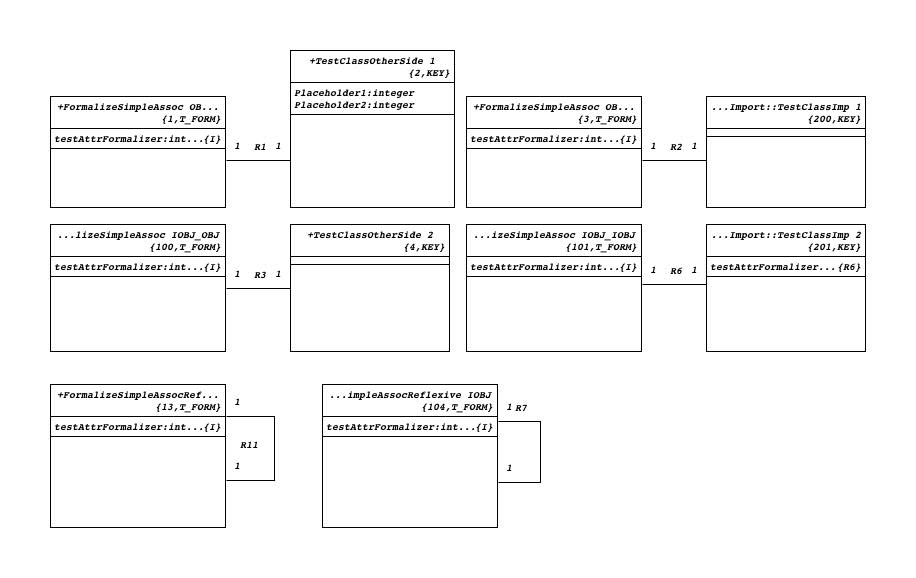 +TestClassOtherSide 1
{2,KEY}
Placeholder1:integer
Placeholder2:integer
+FormalizeSimpleAssoc OB...
{1,T_FORM}
testAttrFormalizer:int...{I}
1 R1 1
+FormalizeSimpleAssoc OB...
{3,T_FORM}
testAttrFormalizer:int...{I}
1 R2 1
...Import::TestClassImp 1
{200,KEY}
...lizeSimpleAssoc IOBJ_OBJ
{100,T_FORM}
testAttrFormalizer:int...{I}
1 R3 1
+TestClassOtherSide 2
{4,KEY}
...izeSimpleAssoc IOBJ_IOBJ
{101,T_FORM}
testAttrFormalizer:int...{I}
1 R6 1
...Import::TestClassImp 2
{201,KEY}
testAttrFormalizer...{R6}
+FormalizeSimpleAssocRef...
{13,T_FORM}
testAttrFormalizer:int...{I}
1
R11
1
...impleAssocReflexive IOBJ
{104,T_FORM}
testAttrFormalizer:int...{I}
1 R7
1